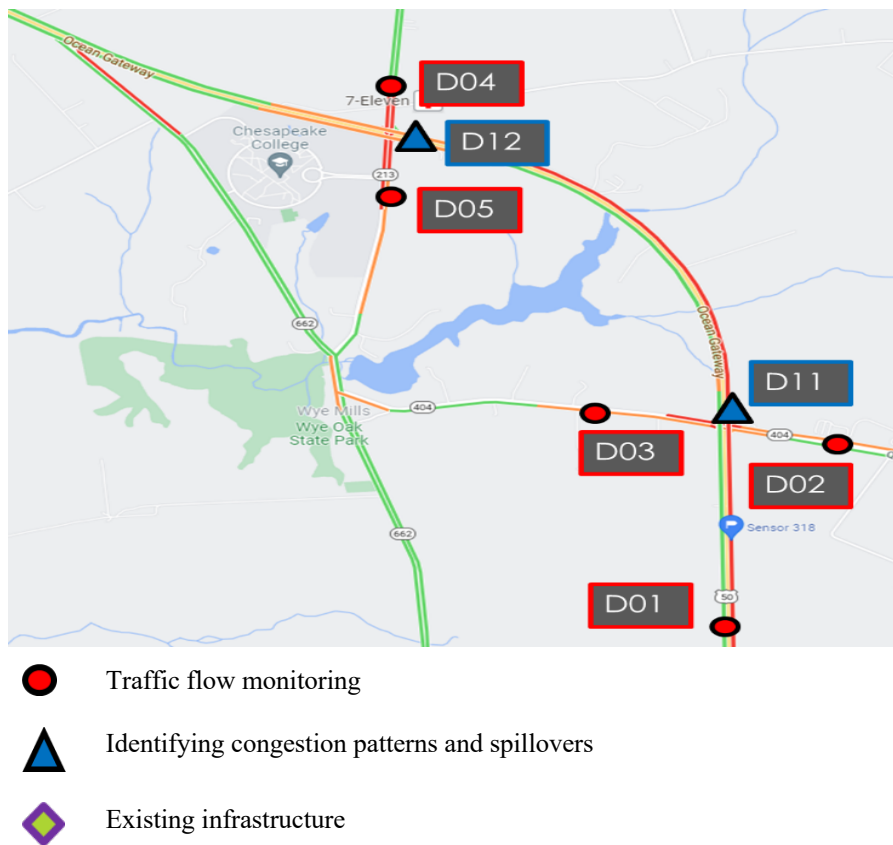 Ocean Gateway
D04
7-Eleven
Chesapeake
College
D12
213
D05
662
Ocean Gateway
D11
404
Wye Mills
Wye Oak
State Park
404
D03
D02
662
Sensor 318
50
D01
Traffic flow monitoring
Identifying congestion patterns and spillovers
Existing infrastructure